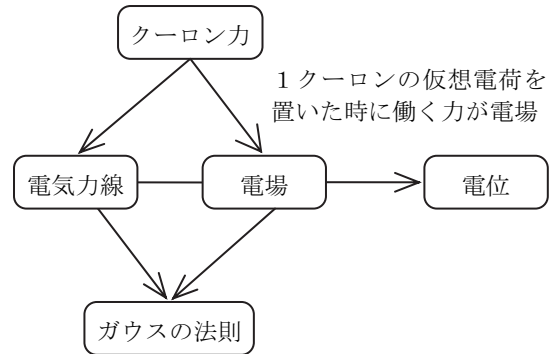 クーロン力
１クーロンの仮想電荷を
置いた時に働く力が電場
電気力線
電場
電位
ガウスの法則